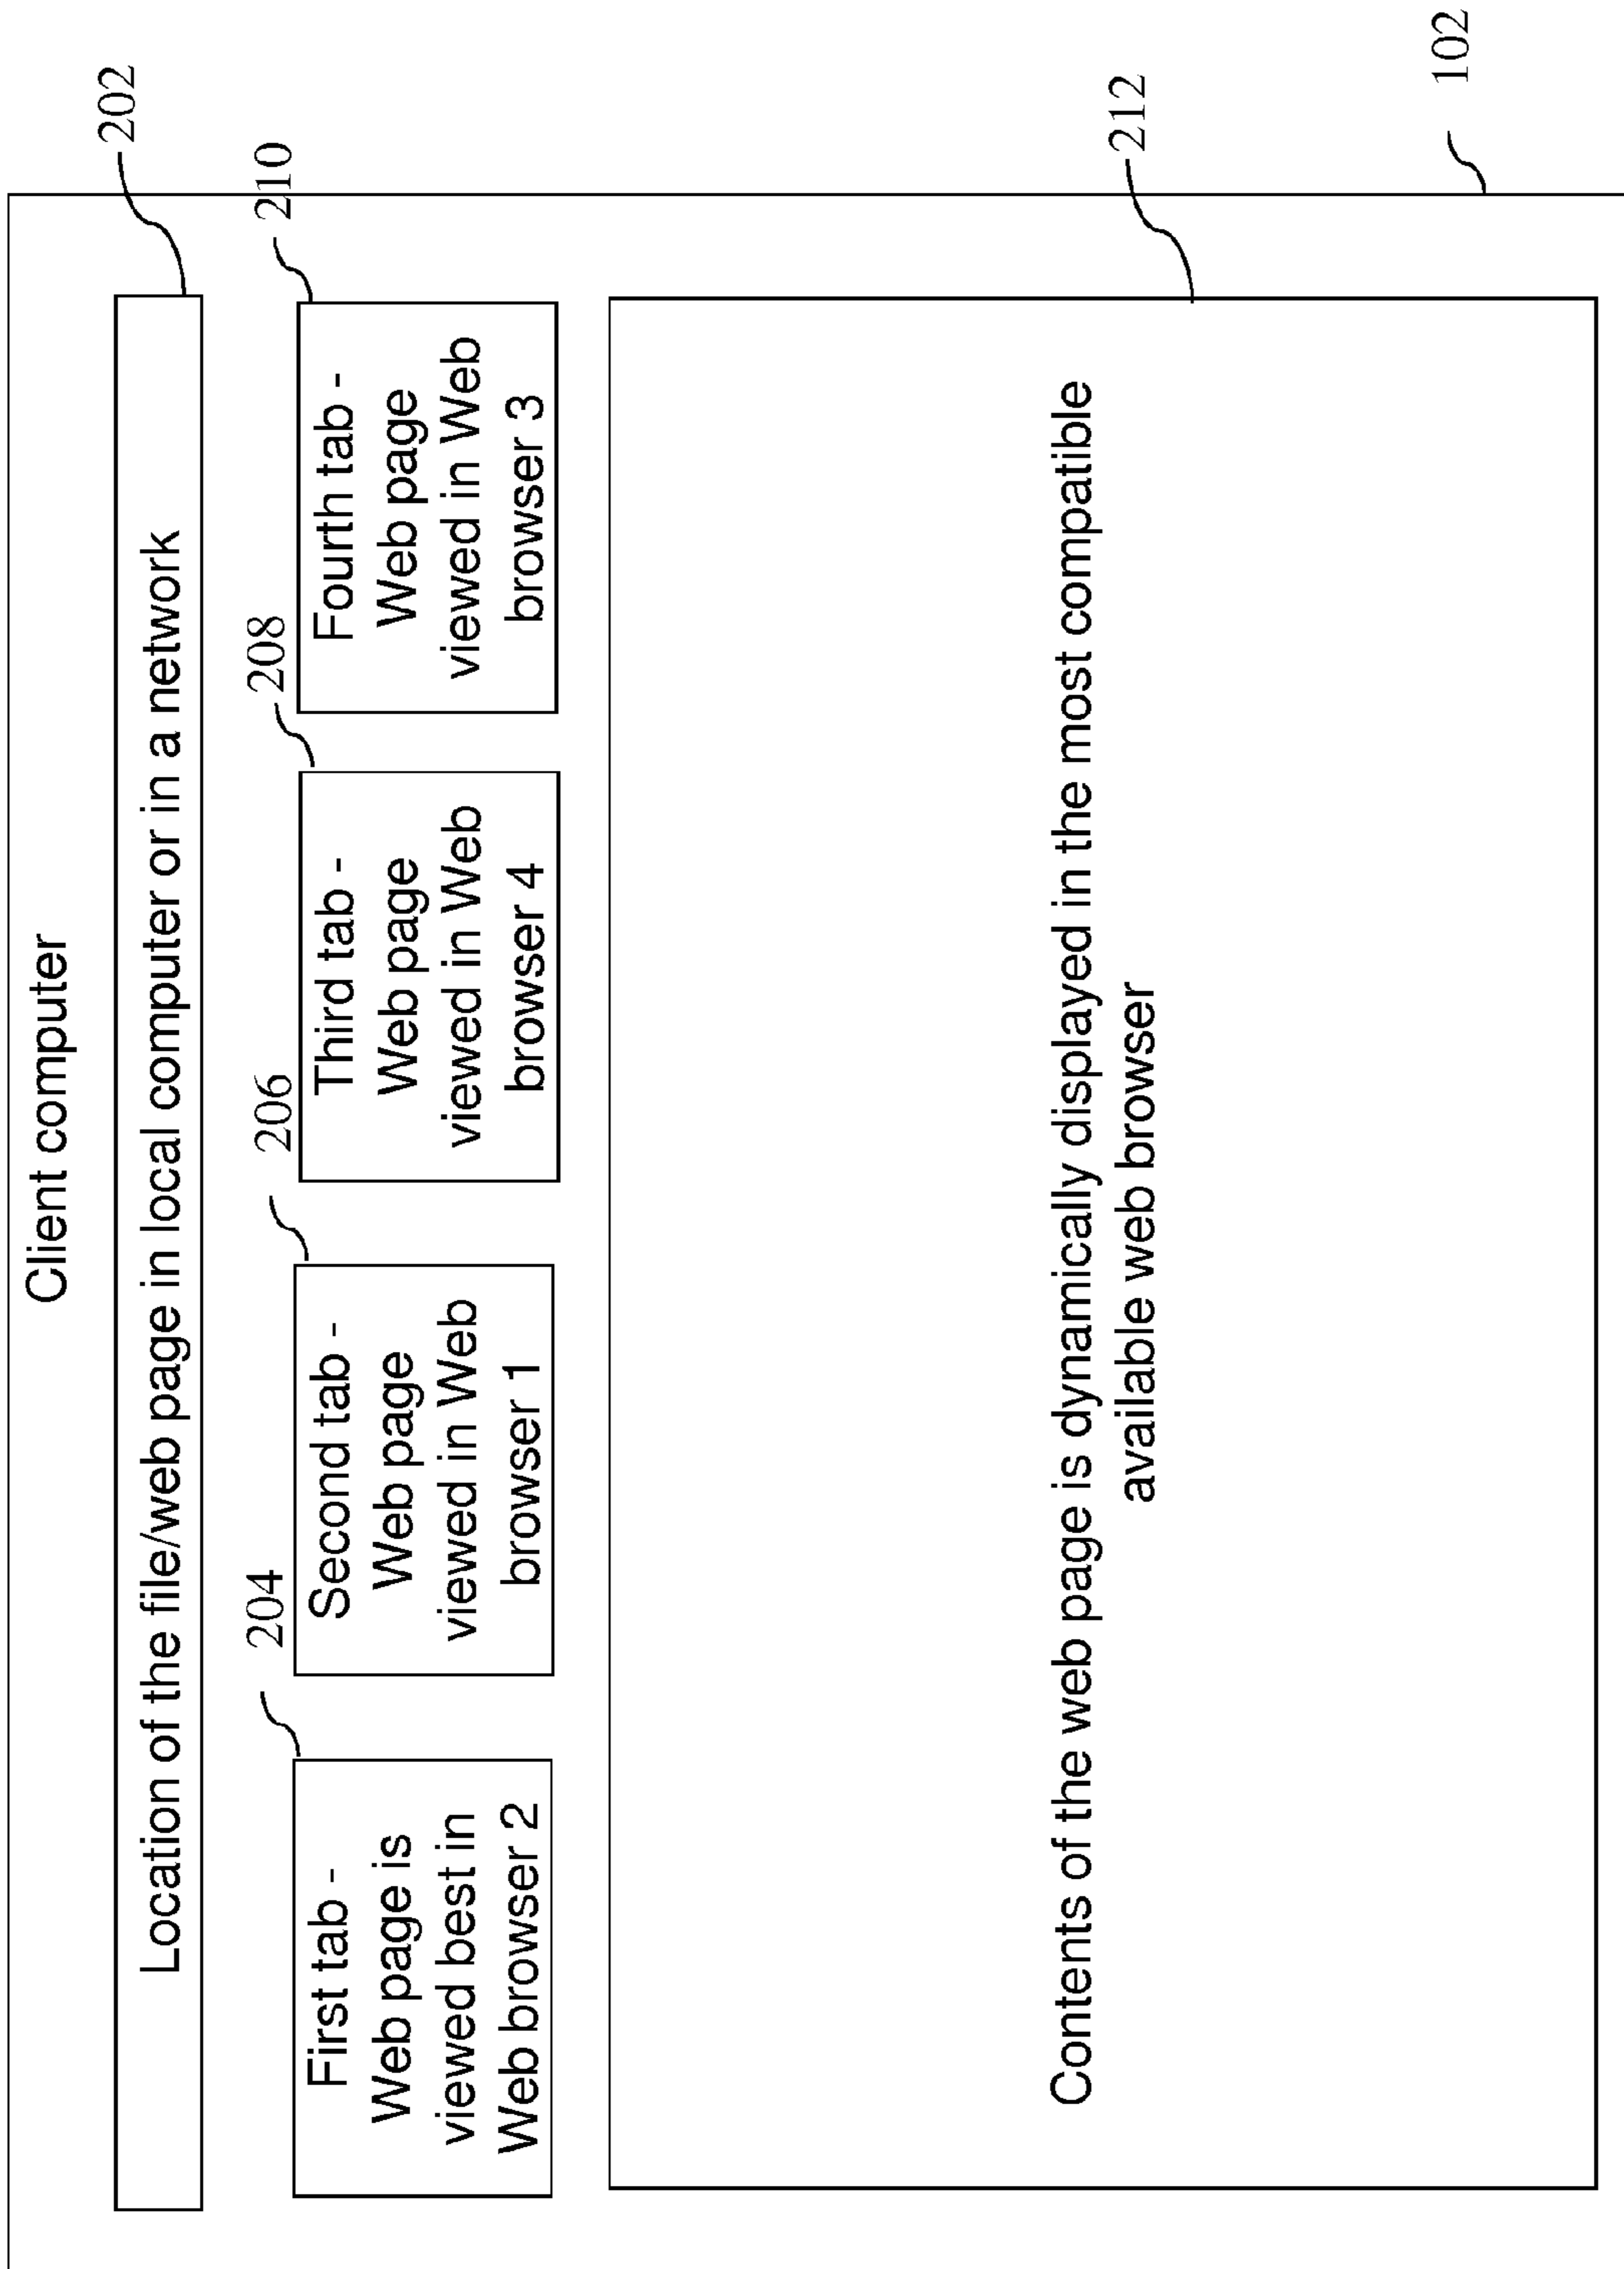 Client computer
202
Location of the file/web page in local computer or in a network
204
206
208
210
First tab -
Web page is
viewed best in
Web browser 2
Second tab -
Web page
viewed in Web
browser 1
Third tab -
Web page
viewed in Web
browser 4
Fourth tab -
Web page
viewed in Web
browser 3
212
Contents of the web page is dynamically displayed in the most compatible
available web browser
102